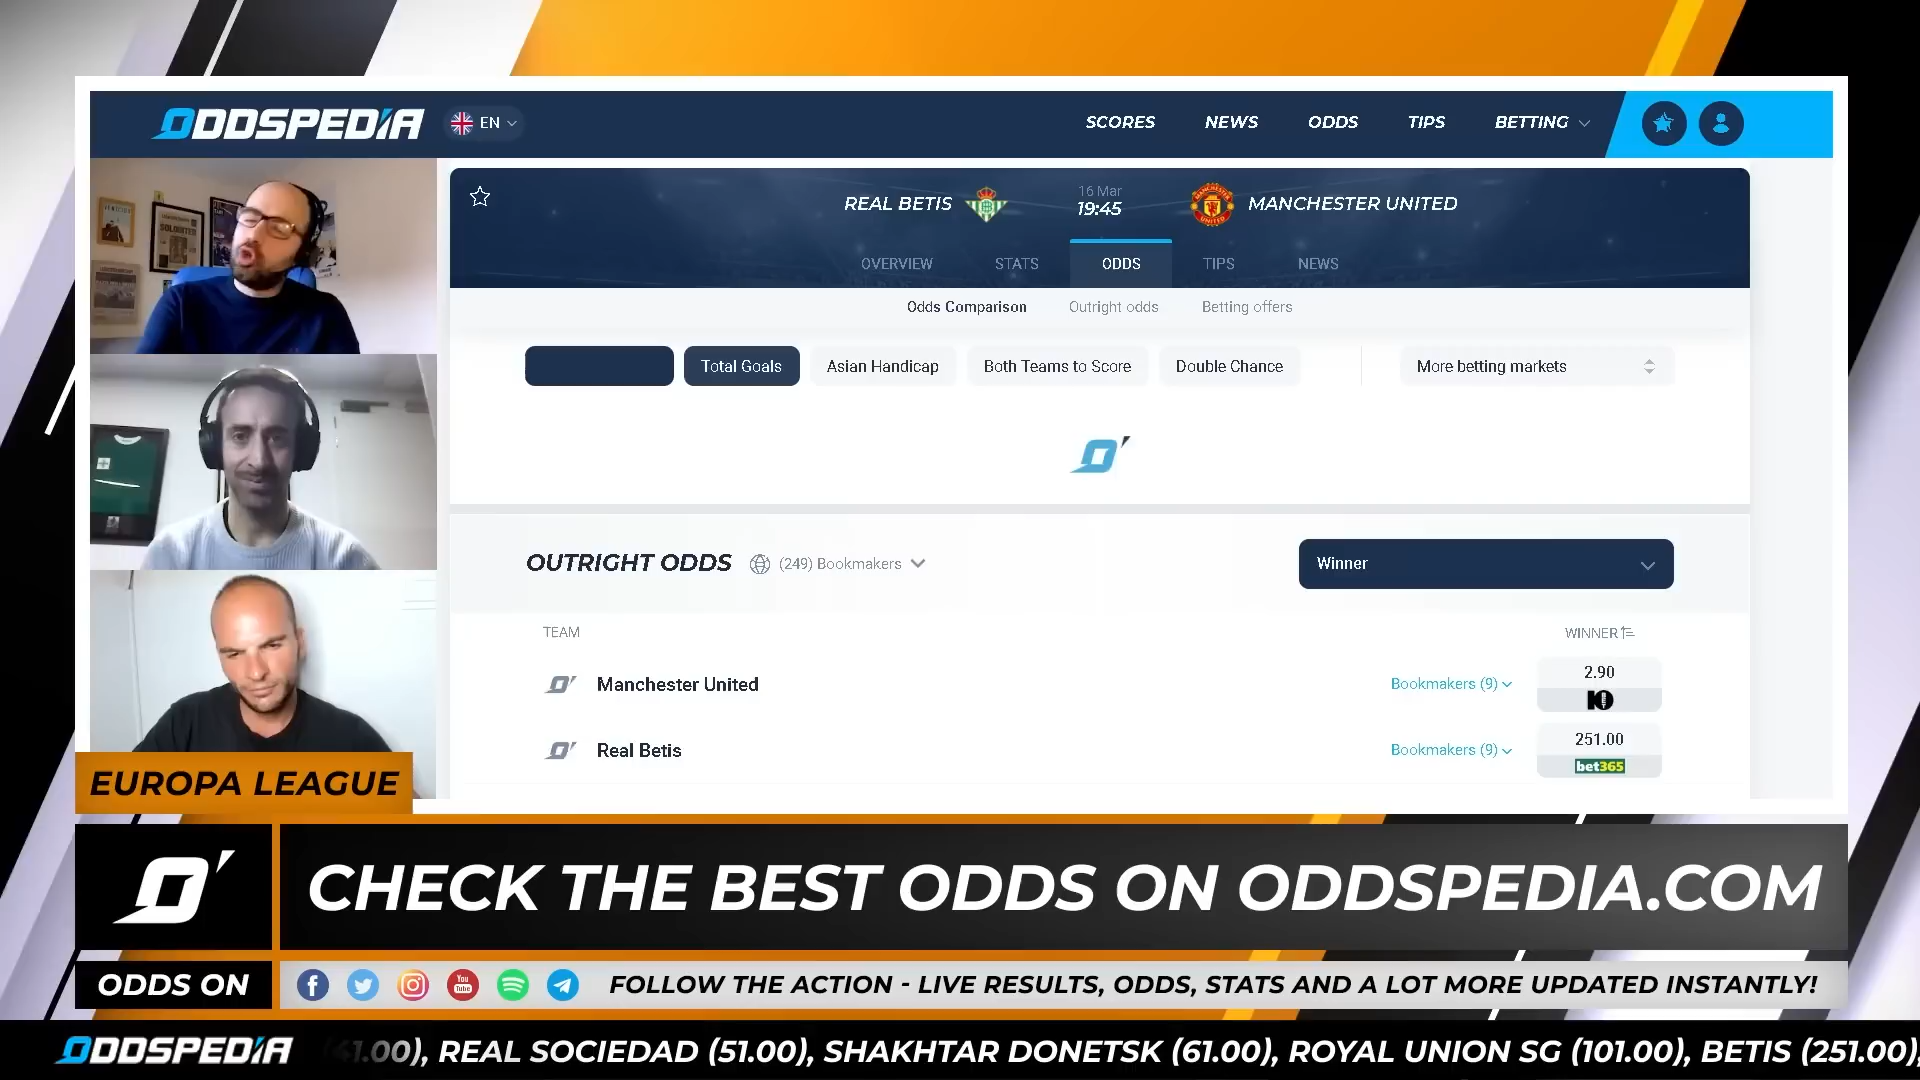 ODDSPEDIA
EN
SCORES
NEWS
ODDS
TIPS
BETTING
REAL BETIS
16 Mar
19:45
MANCHESTER UNITED
OVERVIEW
STATS
ODDS
TIPS
NEWS
Odds Comparison
Outright odds
Betting offers
Total Goals
Asian Handicap
Both Teams to Score
Double Chance
More betting markets
OUTRIGHT ODDS
(249) Bookmakers
Winner
TEAM
WINNER
Manchester United
Bookmakers (9)
2.90
10
Real Betis
Bookmakers (9)
251.00
bet365
EUROPA LEAGUE
CHECK THE BEST ODDS ON ODDSPEDIA.COM
ODDS ON
You Tube
FOLLOW THE ACTION - LIVE RESULTS, ODDS, STATS AND A LOT MORE UPDATED INSTANTLY!
ODDSPEDIA
41.00), REAL SOCIEDAD (51.00), SHAKHTAR DONETSK (61.00), ROYAL UNION SG (101.00), BETIS (251.00),